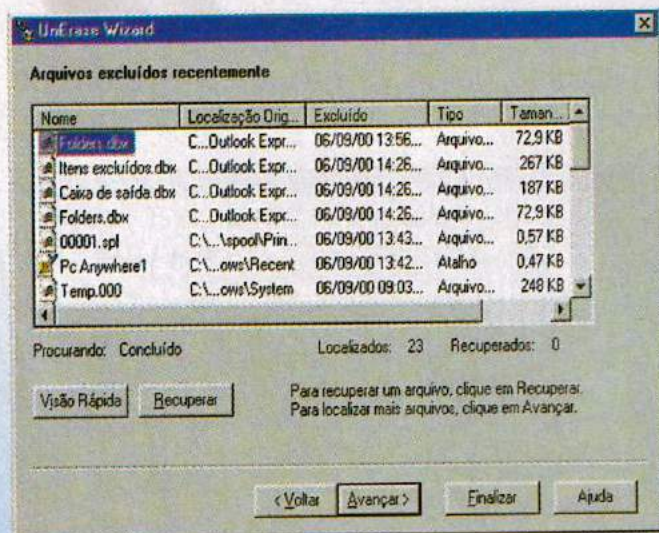 UnErase Wizard
Arquivos excluídos recentemente
Nome Localização Orig... Excluído Tipo Taman...
Folders.dbx C...Outlook Expr... 06/09/00 13:56... Arquivo... 72,9 KB
Itens excluídos.dbx C...Outlook Expr... 06/09/00 14:26... Arquivo... 267 KB
Caixa de saída.dbx C...Outlook Expr... 06/09/00 14:26... Arquivo... 187 KB
Folders.dbx C...Outlook Expr... 06/09/00 14:26... Arquivo... 72,9 KB
00001.spl C:\...\spool\Prin... 06/09/00 13:43... Arquivo... 0,57 KB
Pc Anywhere1 C:\...ows\Recent 06/09/00 13:42... Atalho 0,47 KB
Temp.000 C:\...ows\System 06/09/00 09:03... Arquivo... 248 KB
Procurando: Concluído Localizados: 23 Recuperados: 0
Visão Rápida Recuperar Para recuperar um arquivo, clique em Recuperar.
Para localizar mais arquivos, clique em Avançar.
< Voltar Avançar > Finalizar Ajuda